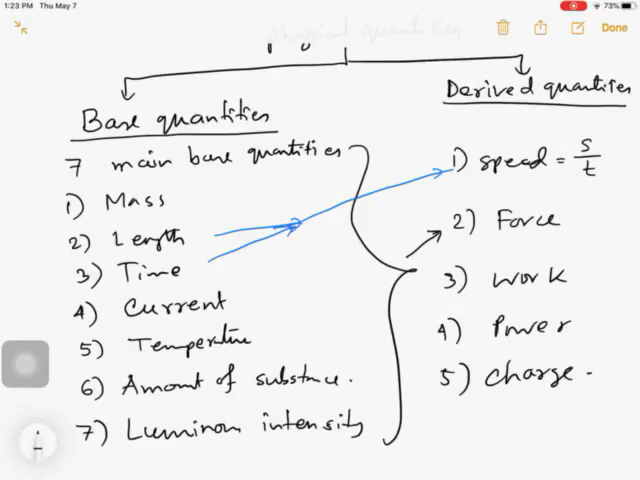 1:23 PM Thu May 7
73%
Done
physical quantities
Base quantities
7 main base quantities
1) Mass
2) Length
3) Time
4) Current
5) Temperture
6) Amount of substance.
7) Luminous intensity
Derived quantities
1) speed = s/t
2) Force
3) Work
4) Power
5) Charge.